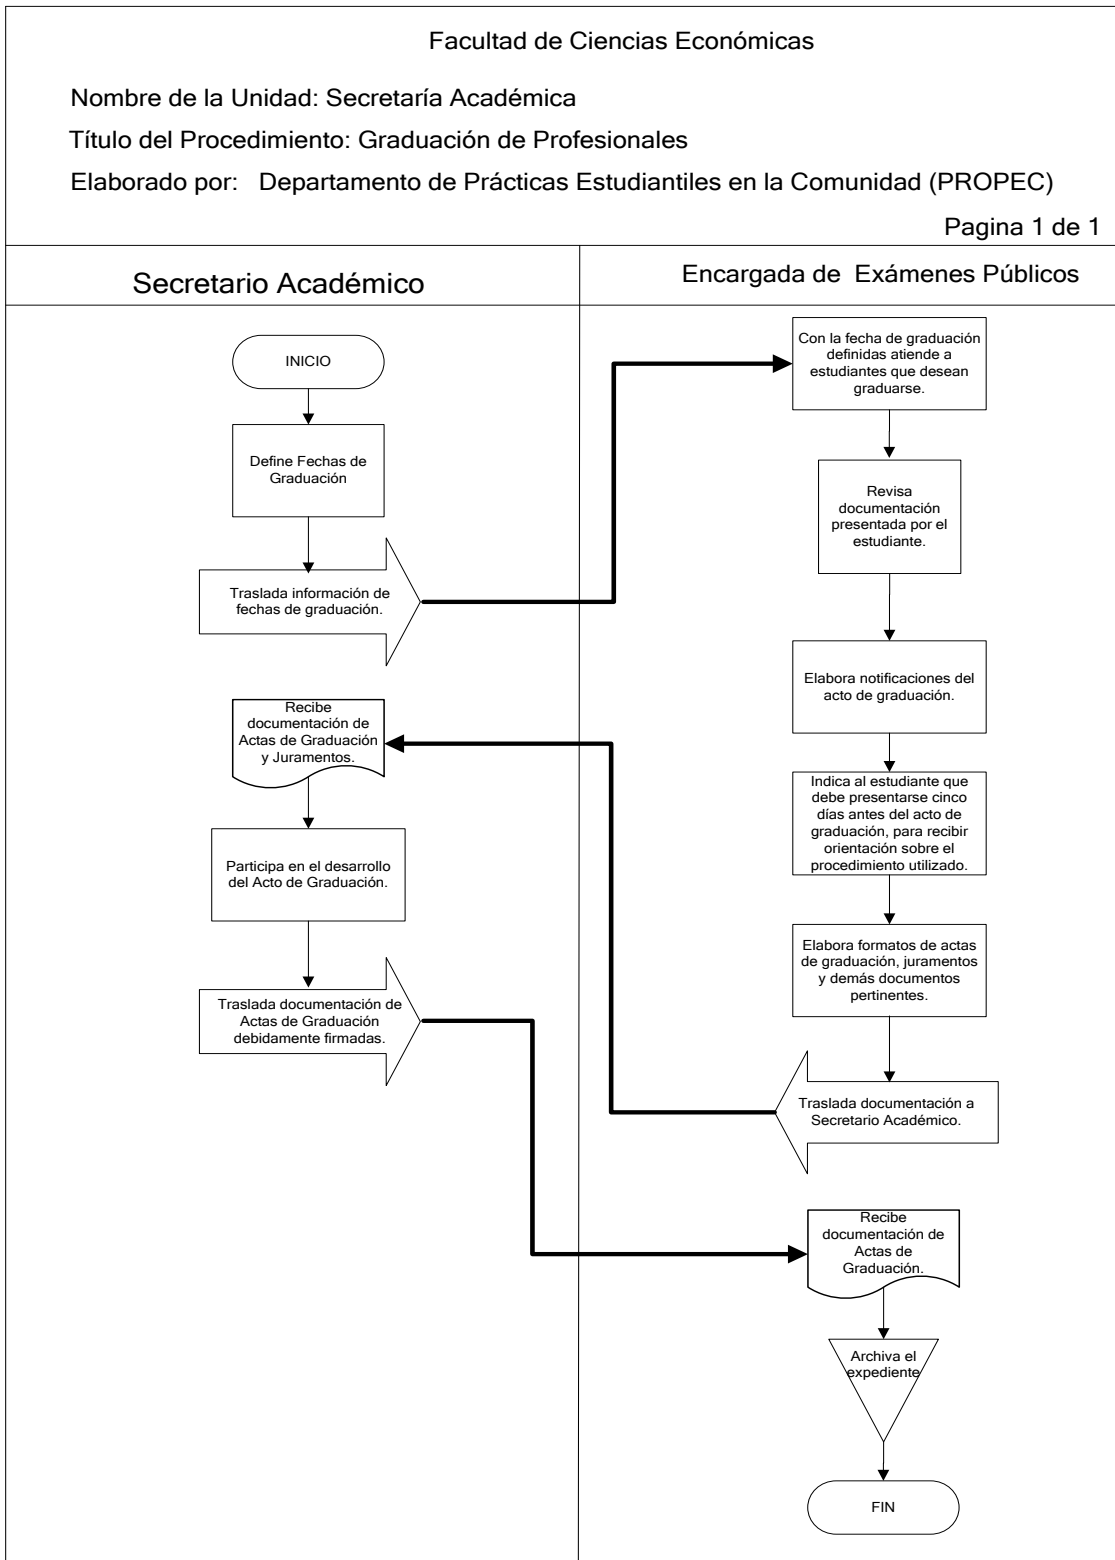 Facultad de Ciencias Económicas
Nombre de la Unidad: Secretaría Académica
Título del Procedimiento: Graduación de Profesionales
Elaborado por:   Departamento de Prácticas Estudiantiles en la Comunidad (PROPEC)
Pagina 1 de 1
Secretario Académico
Encargada de  Exámenes Públicos
INICIO
Define Fechas de
Graduación
Traslada información de
fechas de graduación.
Con la fecha de graduación
definidas atiende a
estudiantes que desean
graduarse.
Revisa
documentación
presentada por el
estudiante.
Elabora notificaciones del
acto de graduación.
Indica al estudiante que
debe presentarse cinco
días antes del acto de
graduación, para recibir
orientación sobre el
procedimiento utilizado.
Elabora formatos de actas
de graduación, juramentos
y demás documentos
pertinentes.
Traslada documentación a
Secretario Académico.
Recibe
documentación de
Actas de Graduación
y Juramentos.
Participa en el desarrollo
del Acto de Graduación.
Traslada documentación de
Actas de Graduación
debidamente firmadas.
Recibe
documentación de
Actas de
Graduación.
Archiva el
expediente
FIN